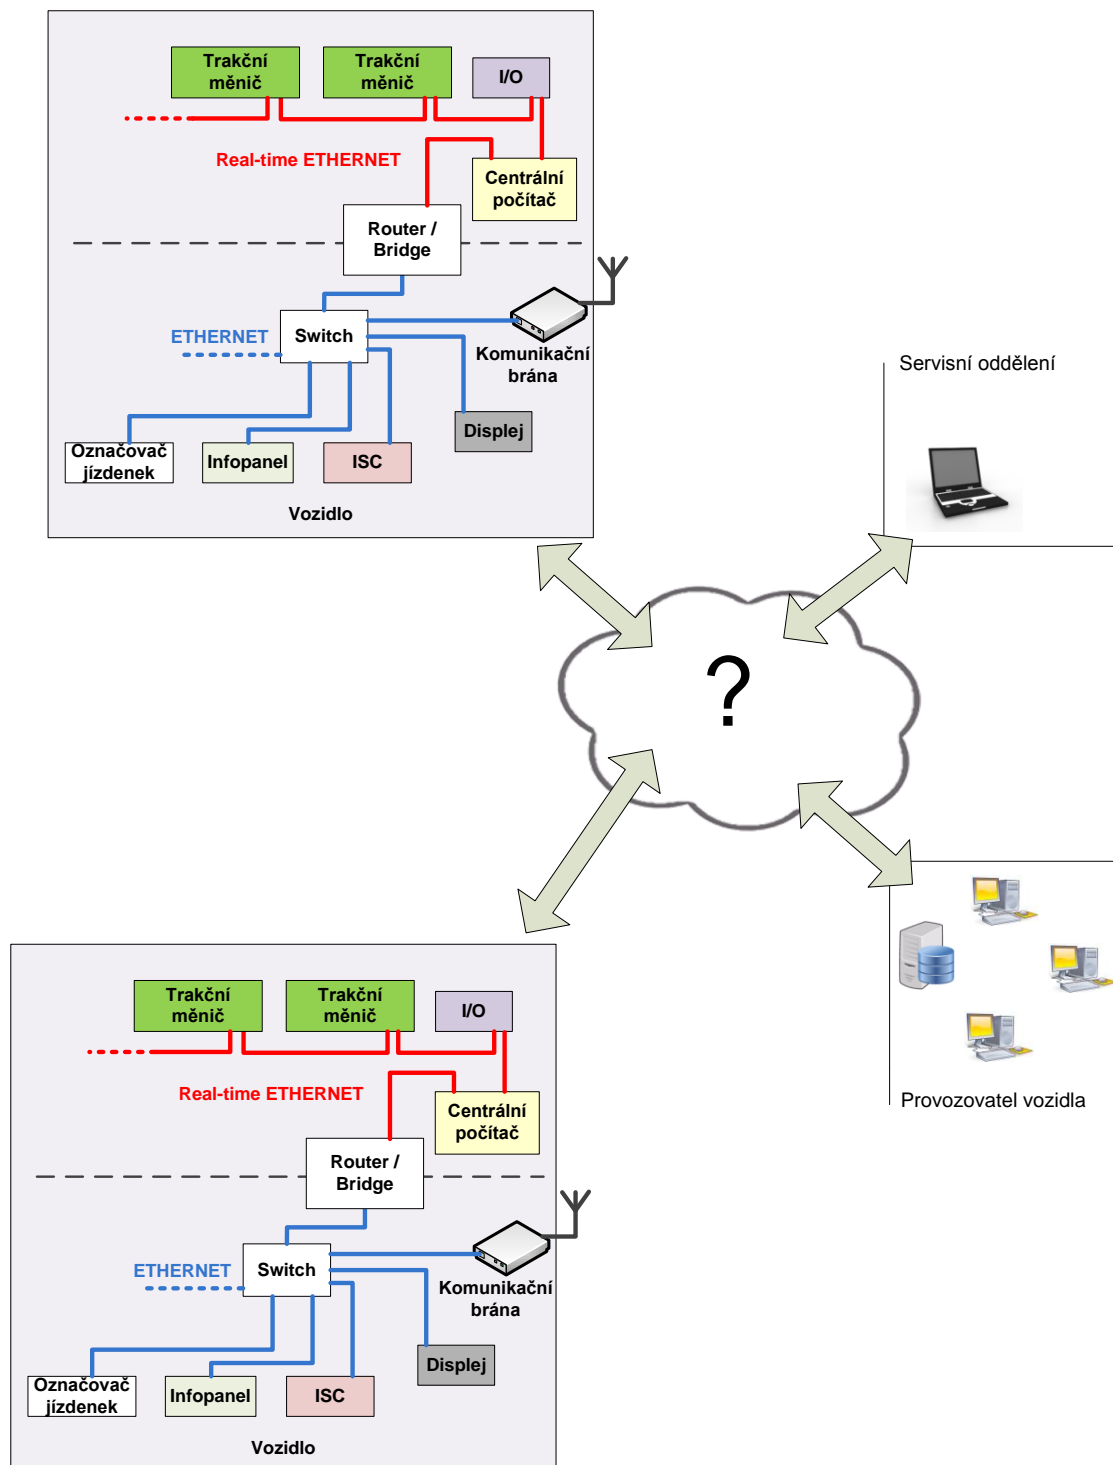 Trakční
měnič
Trakční
měnič
I/O
Real-time ETHERNET
Centrální
počítač
Router /
Bridge
ETHERNET
Switch
Komunikační
brána
Označovač
jízdenek
Infopanel
ISC
Displej
Vozidlo
Servisní oddělení
?
Trakční
měnič
Trakční
měnič
I/O
Real-time ETHERNET
Centrální
počítač
Router /
Bridge
ETHERNET
Switch
Komunikační
brána
Označovač
jízdenek
Infopanel
ISC
Displej
Vozidlo
Provozovatel vozidla